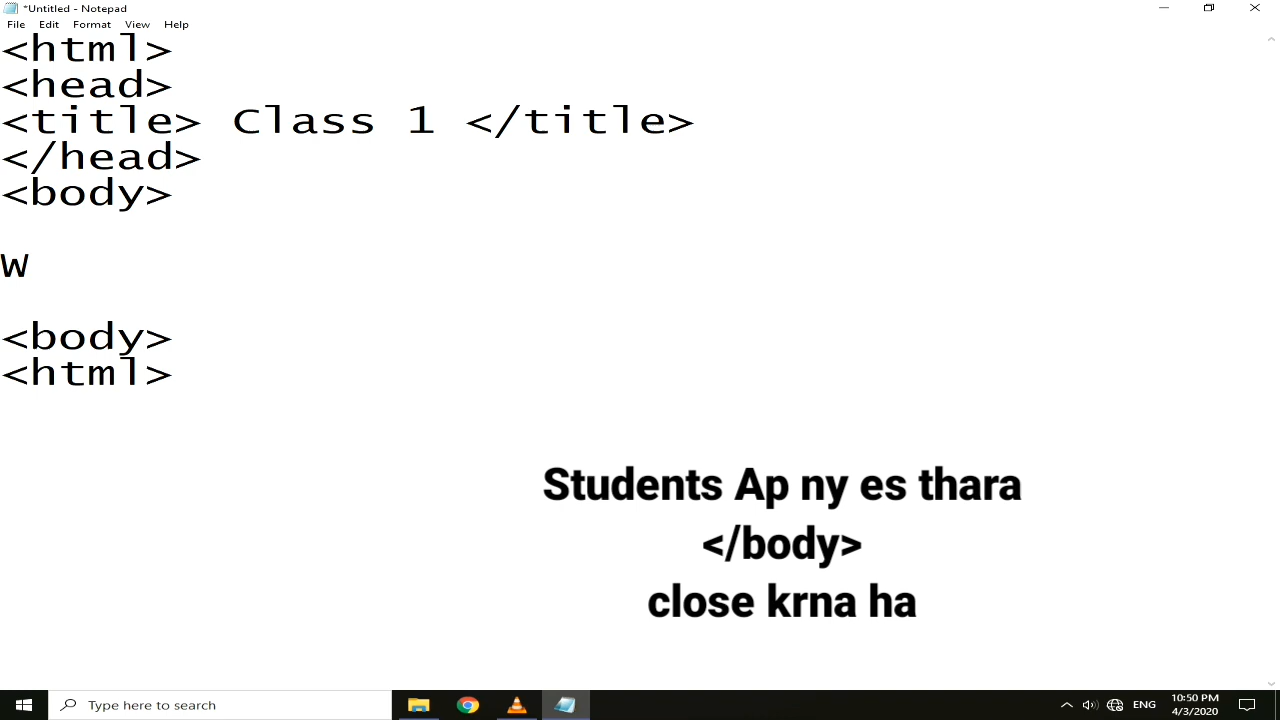 *Untitled - Notepad
File Edit Format View Help
<html>
<head>
<title> Class 1 </title>
</head>
<body>
W
<body>
<html>
Students Ap ny es thara
</body>
close krna ha
Type here to search
ENG
10:50 PM
4/3/2020